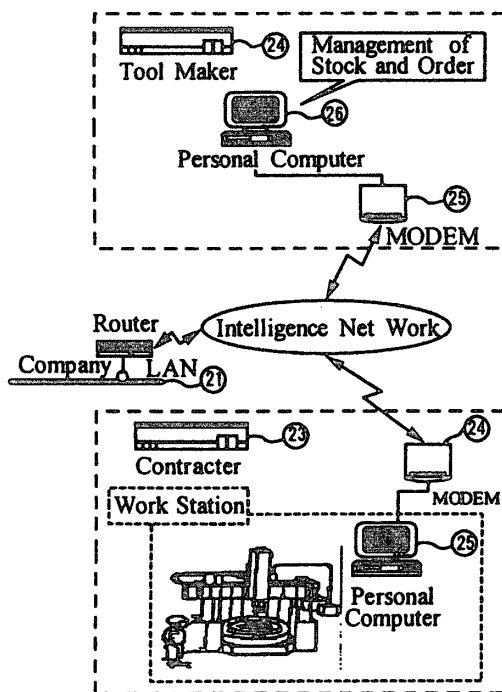 24
Tool Maker
Management of
Stock and Order
26
Personal Computer
25
MODEM
Router
Intelligence Net Work
Company LAN
21
23
Contracter
24
MODEM
Work Station
25
Personal
Computer